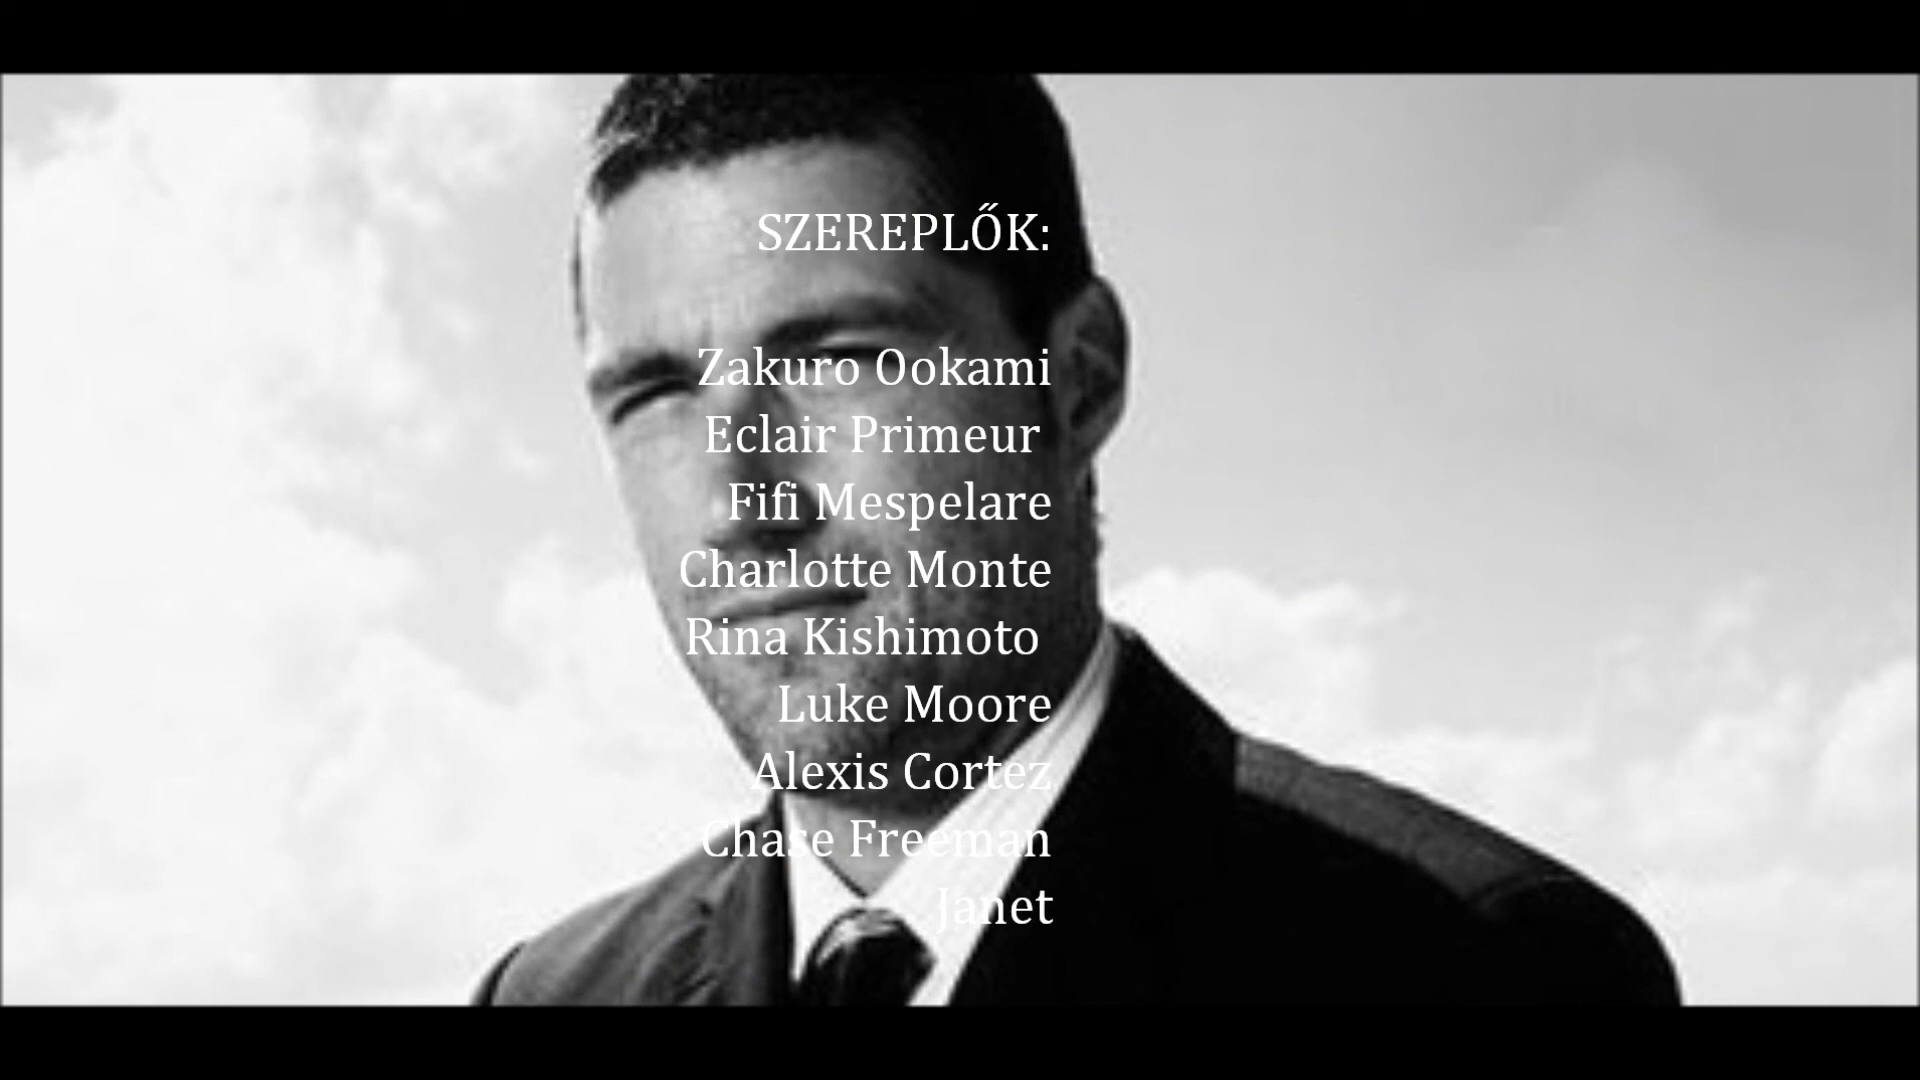 SZEREPLŐK:
Zakuro Ookami
Eclair Primeur
Fifi Mespelare
Charlotte Monte
Rina Kishimoto
Luke Moore
Alexis Cortez
Chase Freeman
Janet